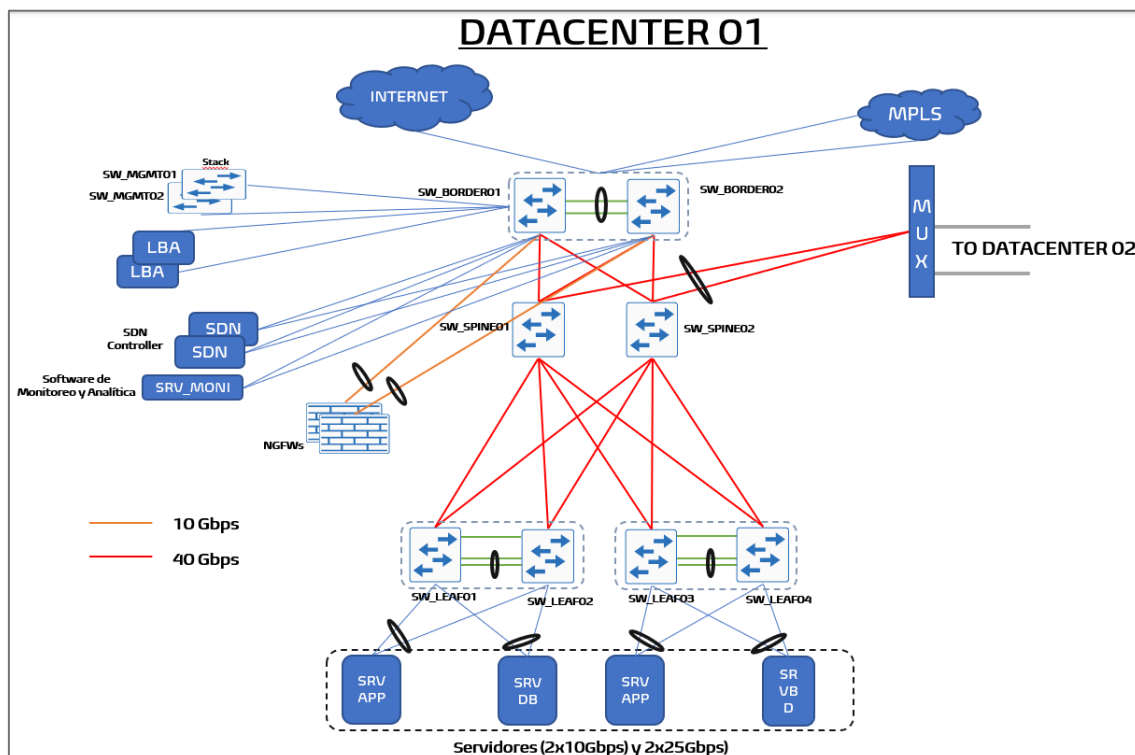 DATACENTER 01
INTERNET
MPLS
Stack
SW_MGMT01
SW_MGMT02
SW_BORDER01
SW_BORDER02
LBA
LBA
MUX
TO DATACENTER 02
SDN
Controller
SDN
SDN
SW_SPINE01
SW_SPINE02
Software de
Monitoreo y Analítica
SRV_MONI
NGFWs
10 Gbps
40 Gbps
SW_LEAF01
SW_LEAF02
SW_LEAF03
SW_LEAF04
SRV
APP
SRV
DB
SRV
APP
SR
VB
D
Servidores (2x10Gbps) y 2x25Gbps)